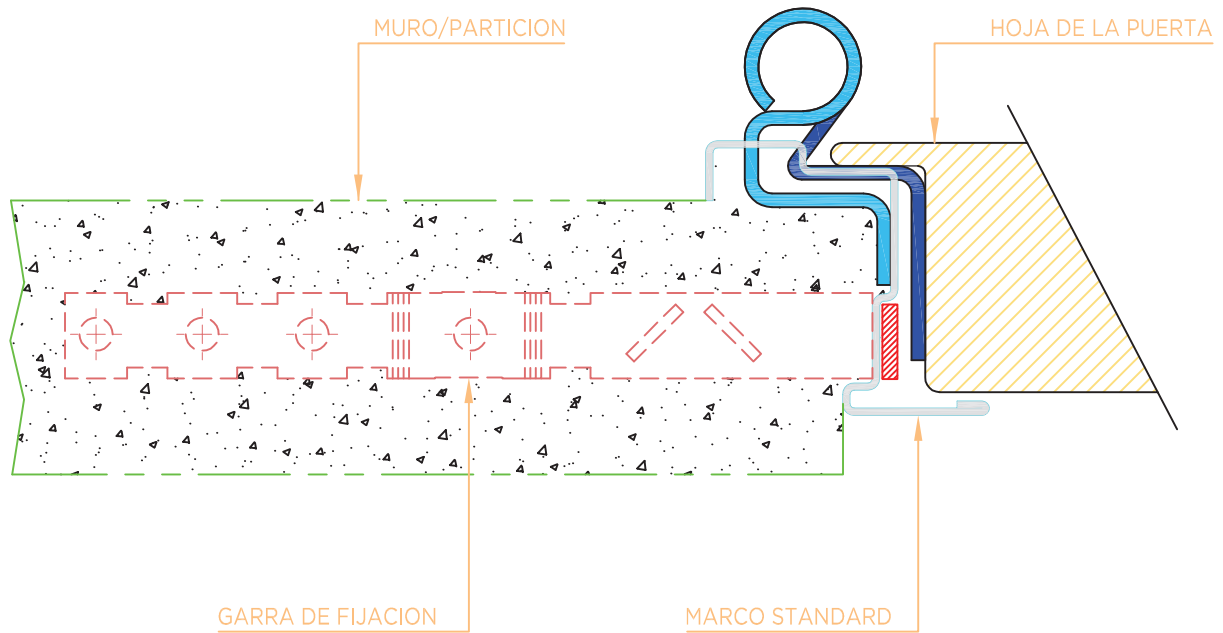 MURO/PARTICION
HOJA DE LA PUERTA
GARRA DE FIJACION
MARCO STANDARD